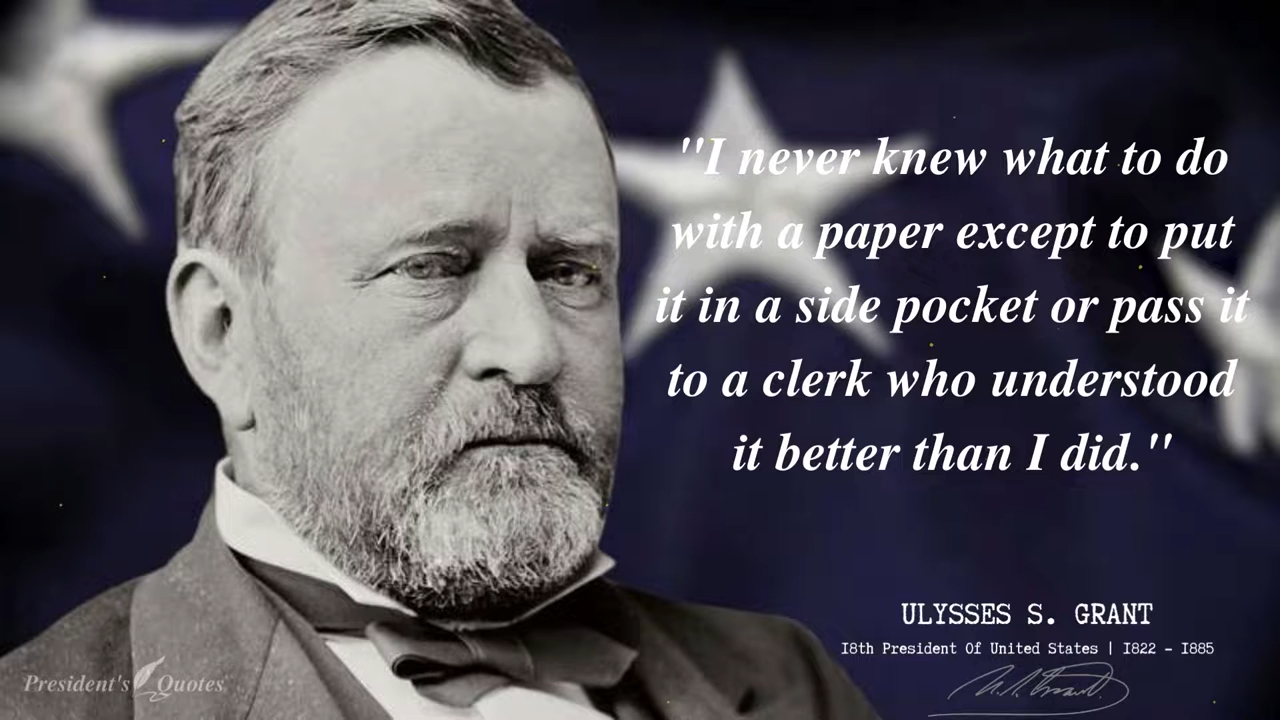 "I never knew what to do
with a paper except to put
it in a side pocket or pass it
to a clerk who understood
it better than I did."
ULYSSES S. GRANT
18th President Of United States | 1822 - 1885
President's Quotes